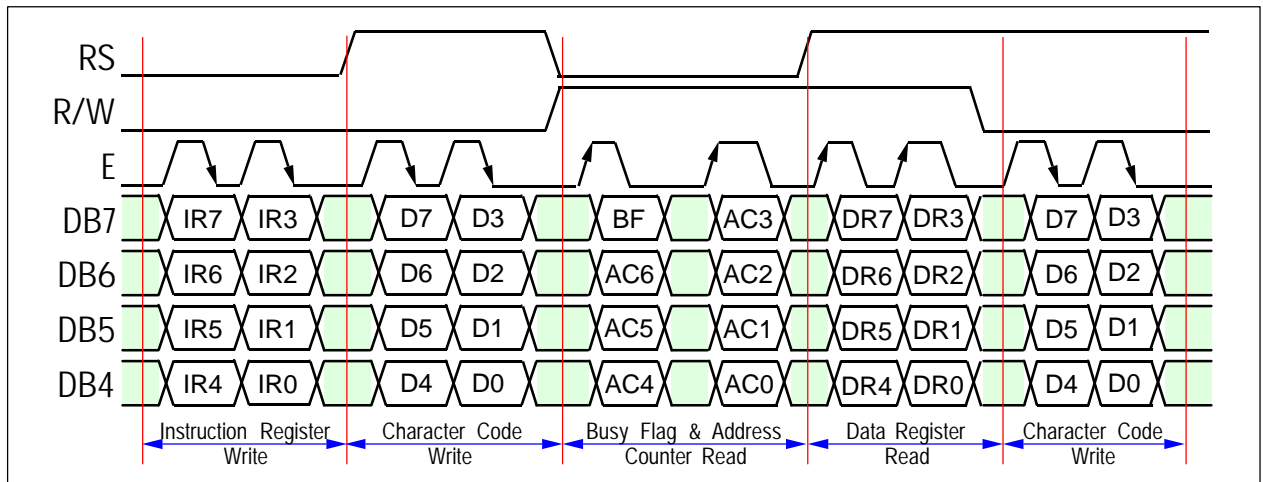 RS
R/W
E
DB7 IR7 IR3 D7 D3 BF AC3 DR7 DR3 D7 D3
DB6 IR6 IR2 D6 D2 AC6 AC2 DR6 DR2 D6 D2
DB5 IR5 IR1 D5 D1 AC5 AC1 DR5 DR1 D5 D1
DB4 IR4 IR0 D4 D0 AC4 AC0 DR4 DR0 D4 D0
Instruction Register Character Code Busy Flag & Address Data Register Character Code
Write Write Counter Read Read Write